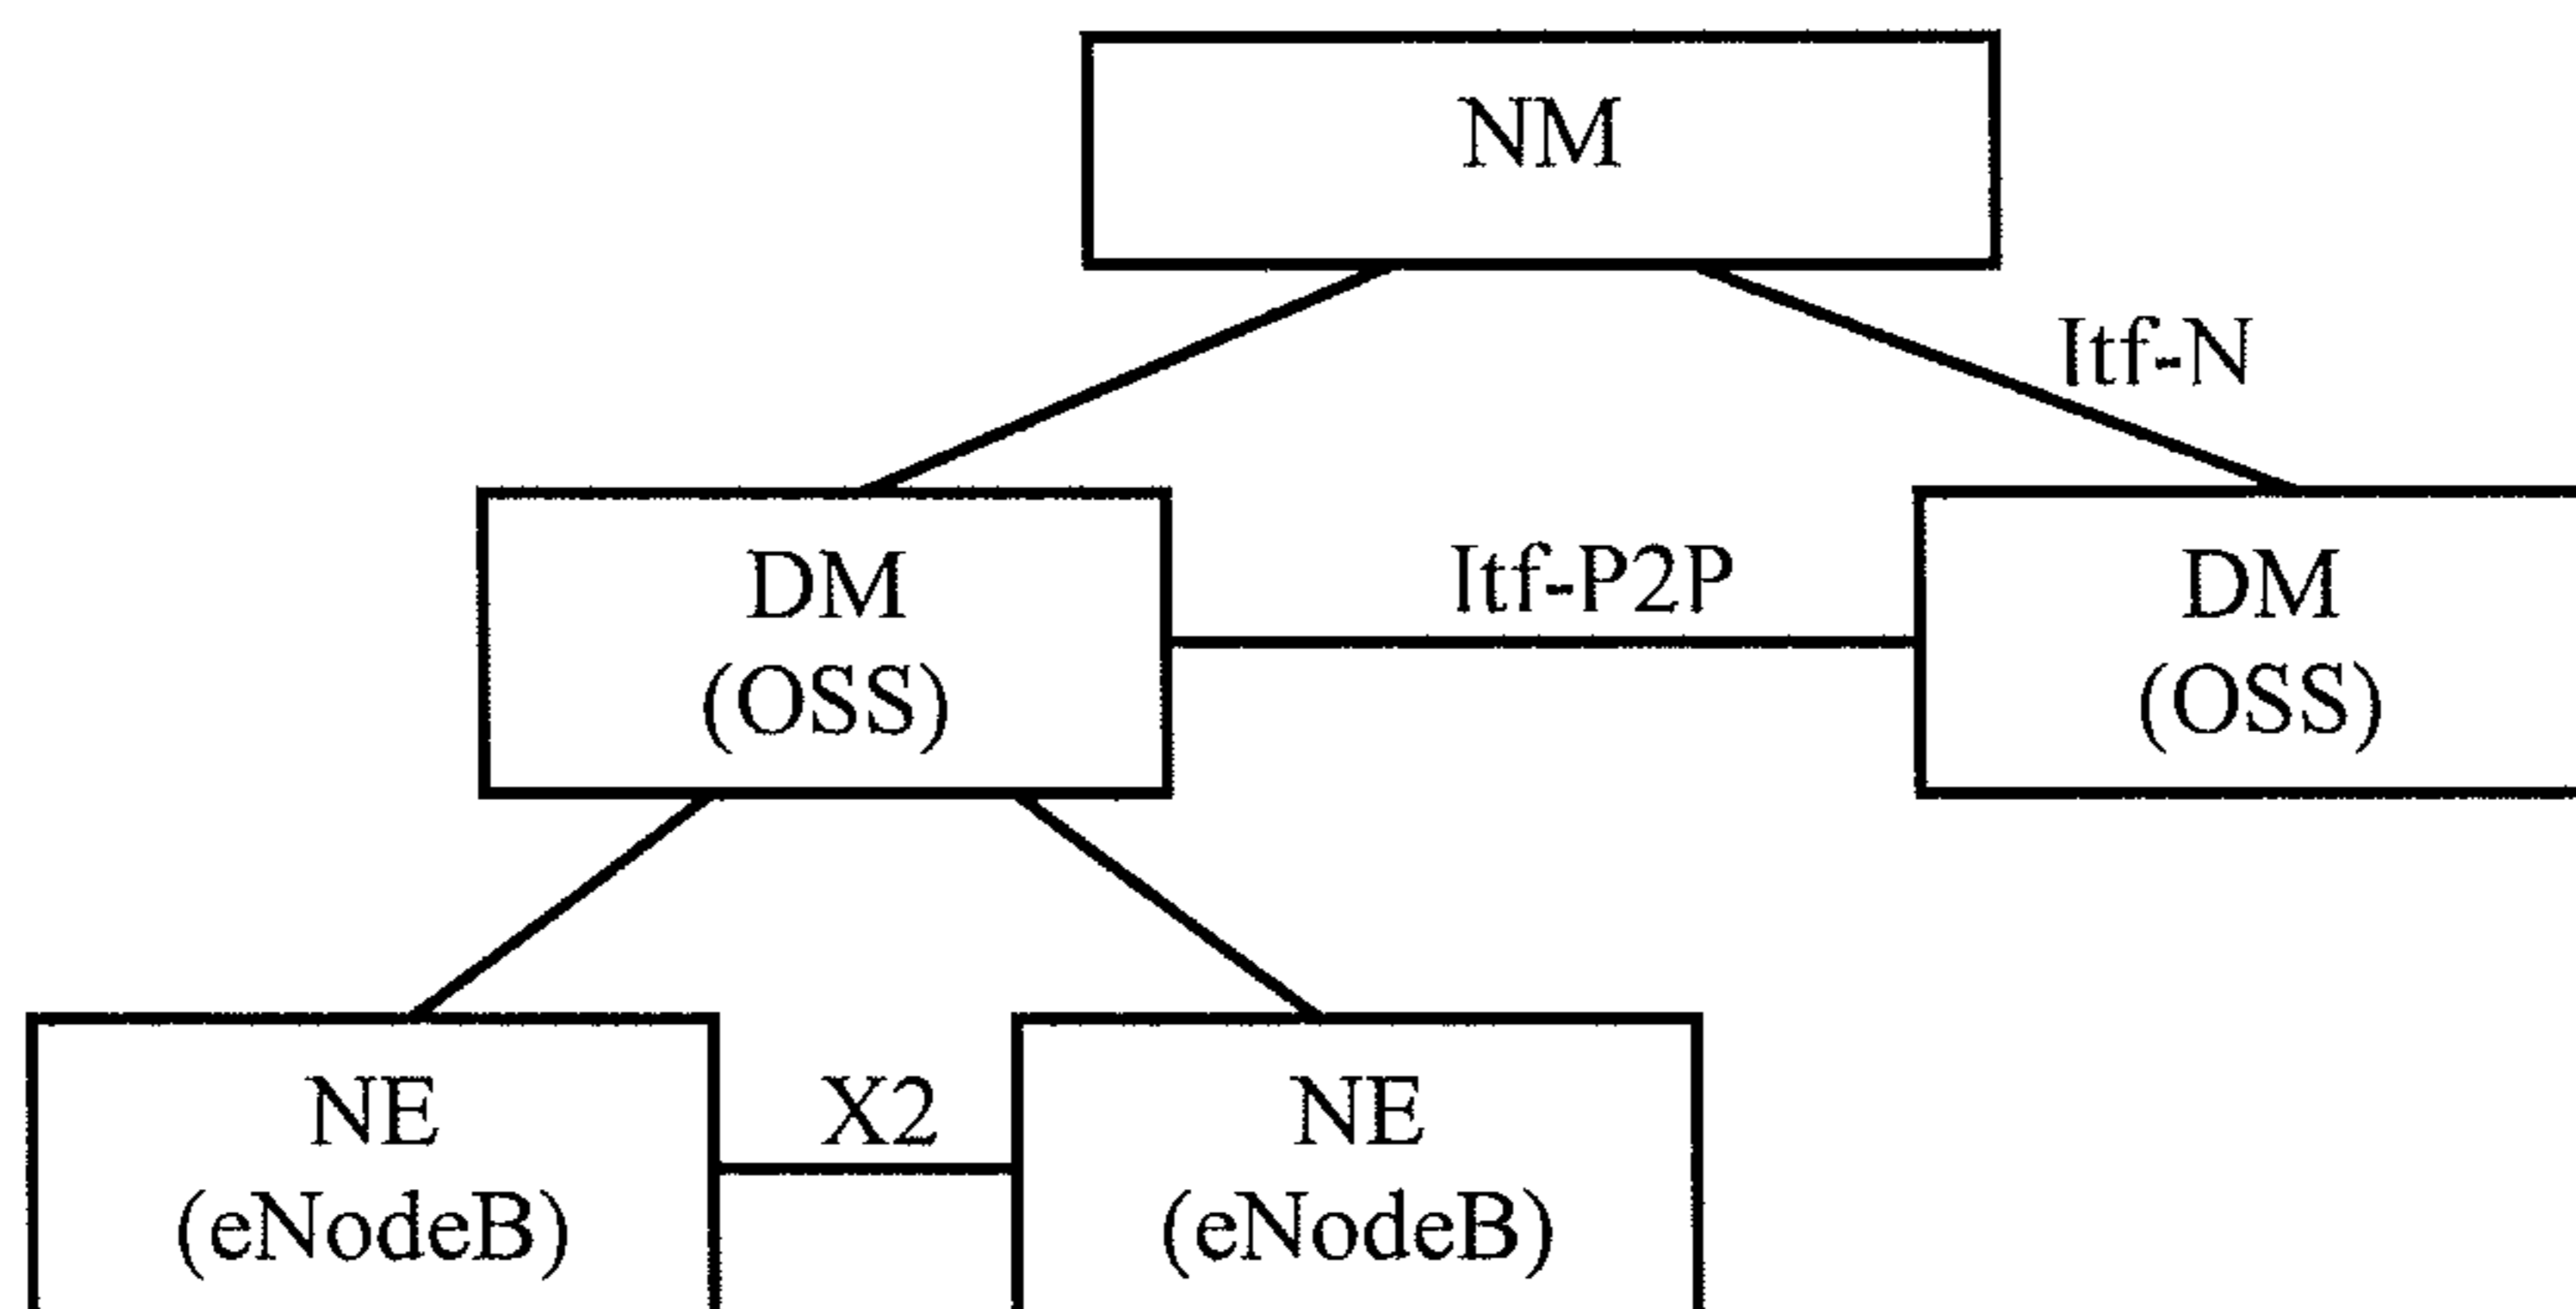 NM
Itf-N
DM
(OSS)
Itf-P2P
DM
(OSS)
NE
(eNodeB)
X2
NE
(eNodeB)